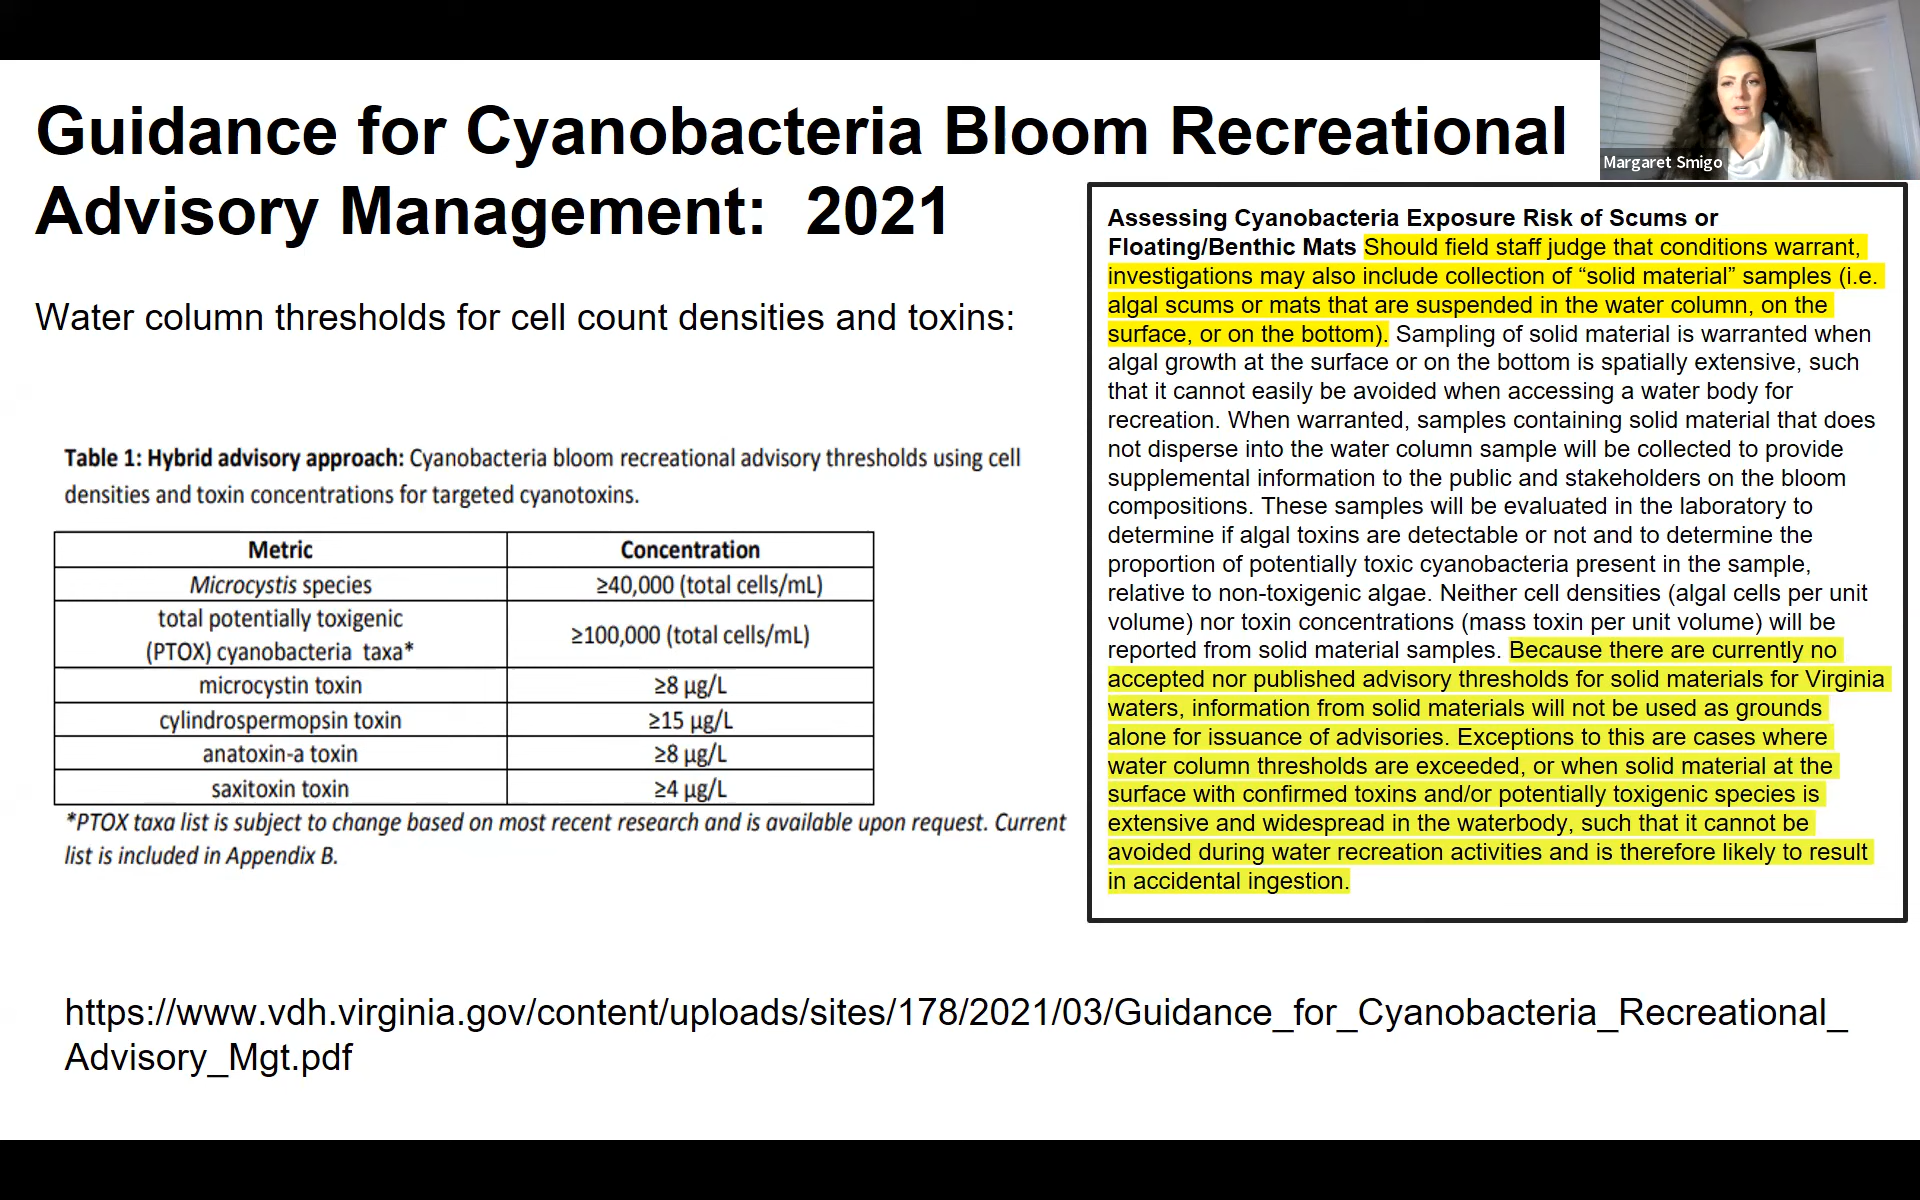 Guidance for Cyanobacteria Bloom Recreational
Advisory Management:  2021
Margaret Smigo
Water column thresholds for cell count densities and toxins:
Table 1: Hybrid advisory approach: Cyanobacteria bloom recreational advisory thresholds using cell
densities and toxin concentrations for targeted cyanotoxins.
Metric Concentration
Microcystis species ≥40,000 (total cells/mL)
total potentially toxigenic
(PTOX) cyanobacteria taxa* ≥100,000 (total cells/mL)
microcystin toxin ≥8 µg/L
cylindrospermopsin toxin ≥15 µg/L
anatoxin-a toxin ≥8 µg/L
saxitoxin toxin ≥4 µg/L
*PTOX taxa list is subject to change based on most recent research and is available upon request. Current
list is included in Appendix B.
Assessing Cyanobacteria Exposure Risk of Scums or
Floating/Benthic Mats Should field staff judge that conditions warrant,
investigations may also include collection of “solid material” samples (i.e.
algal scums or mats that are suspended in the water column, on the
surface, or on the bottom). Sampling of solid material is warranted when
algal growth at the surface or on the bottom is spatially extensive, such
that it cannot easily be avoided when accessing a water body for
recreation. When warranted, samples containing solid material that does
not disperse into the water column sample will be collected to provide
supplemental information to the public and stakeholders on the bloom
compositions. These samples will be evaluated in the laboratory to
determine if algal toxins are detectable or not and to determine the
proportion of potentially toxic cyanobacteria present in the sample,
relative to non-toxigenic algae. Neither cell densities (algal cells per unit
volume) nor toxin concentrations (mass toxin per unit volume) will be
reported from solid material samples. Because there are currently no
accepted nor published advisory thresholds for solid materials for Virginia
waters, information from solid materials will not be used as grounds
alone for issuance of advisories. Exceptions to this are cases where
water column thresholds are exceeded, or when solid material at the
surface with confirmed toxins and/or potentially toxigenic species is
extensive and widespread in the waterbody, such that it cannot be
avoided during water recreation activities and is therefore likely to result
in accidental ingestion.
https://www.vdh.virginia.gov/content/uploads/sites/178/2021/03/Guidance_for_Cyanobacteria_Recreational_
Advisory_Mgt.pdf